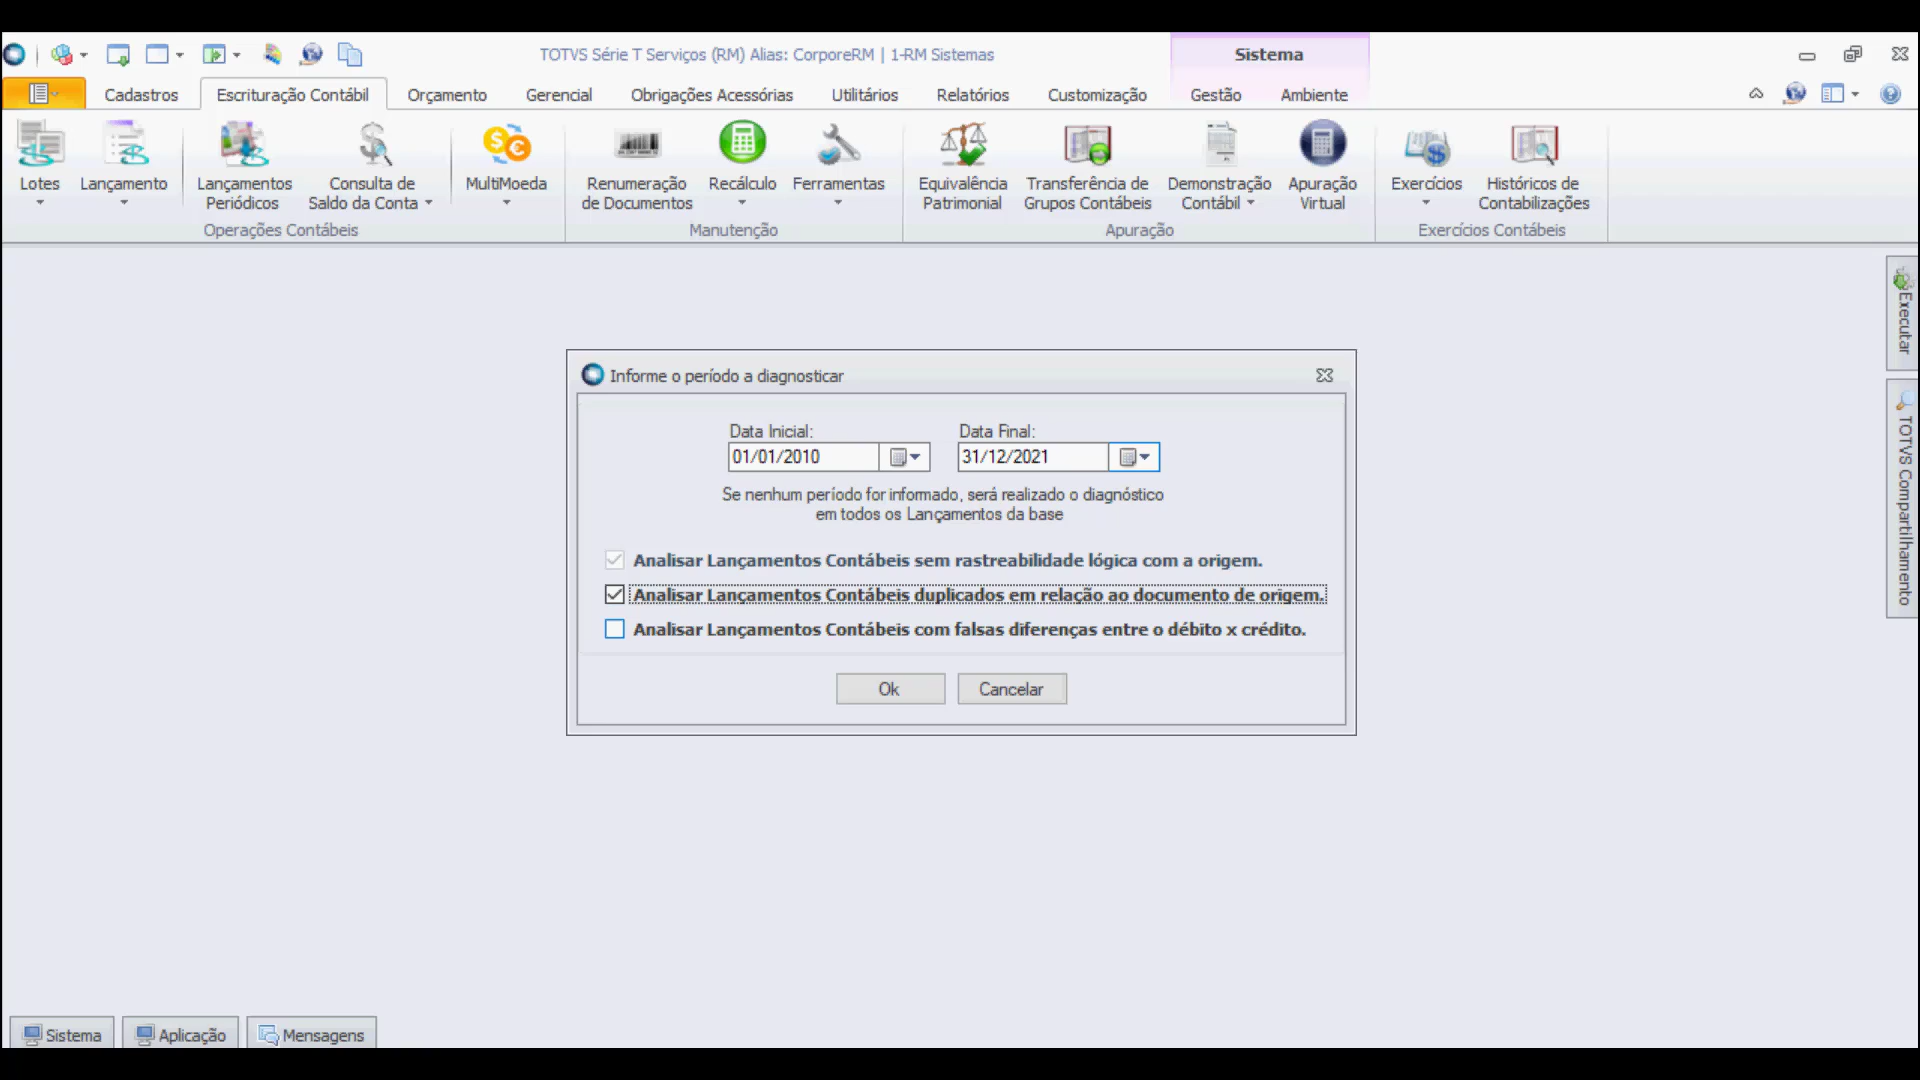 TOTVS Série T Serviços (RM) Alias: CorporeRM | 1-RM Sistemas
Sistema
Cadastros
Escrituração Contábil
Orçamento
Gerencial
Obrigações Acessórias
Utilitários
Relatórios
Customização
Gestão
Ambiente
Lotes
Lançamento
Lançamentos
Periódicos
Consulta de
Saldo da Conta
MultiMoeda
Operações Contábeis
Renumeração
de Documentos
Recálculo
Ferramentas
Manutenção
Equivalência
Patrimonial
Transferência de
Grupos Contábeis
Demonstração
Contábil
Apuração
Virtual
Apuração
Exercícios
Históricos de
Contabilizações
Exercícios Contábeis
Executar
TOTVS Compartilhamento
Informe o período a diagnosticar
Data Inicial:
Data Final:
01/01/2010
31/12/2021
Se nenhum período for informado, será realizado o diagnóstico
em todos os Lançamentos da base
Analisar Lançamentos Contábeis sem rastreabilidade lógica com a origem.
Analisar Lançamentos Contábeis duplicados em relação ao documento de origem.
Analisar Lançamentos Contábeis com falsas diferenças entre o débito x crédito.
Ok
Cancelar
Sistema
Aplicação
Mensagens